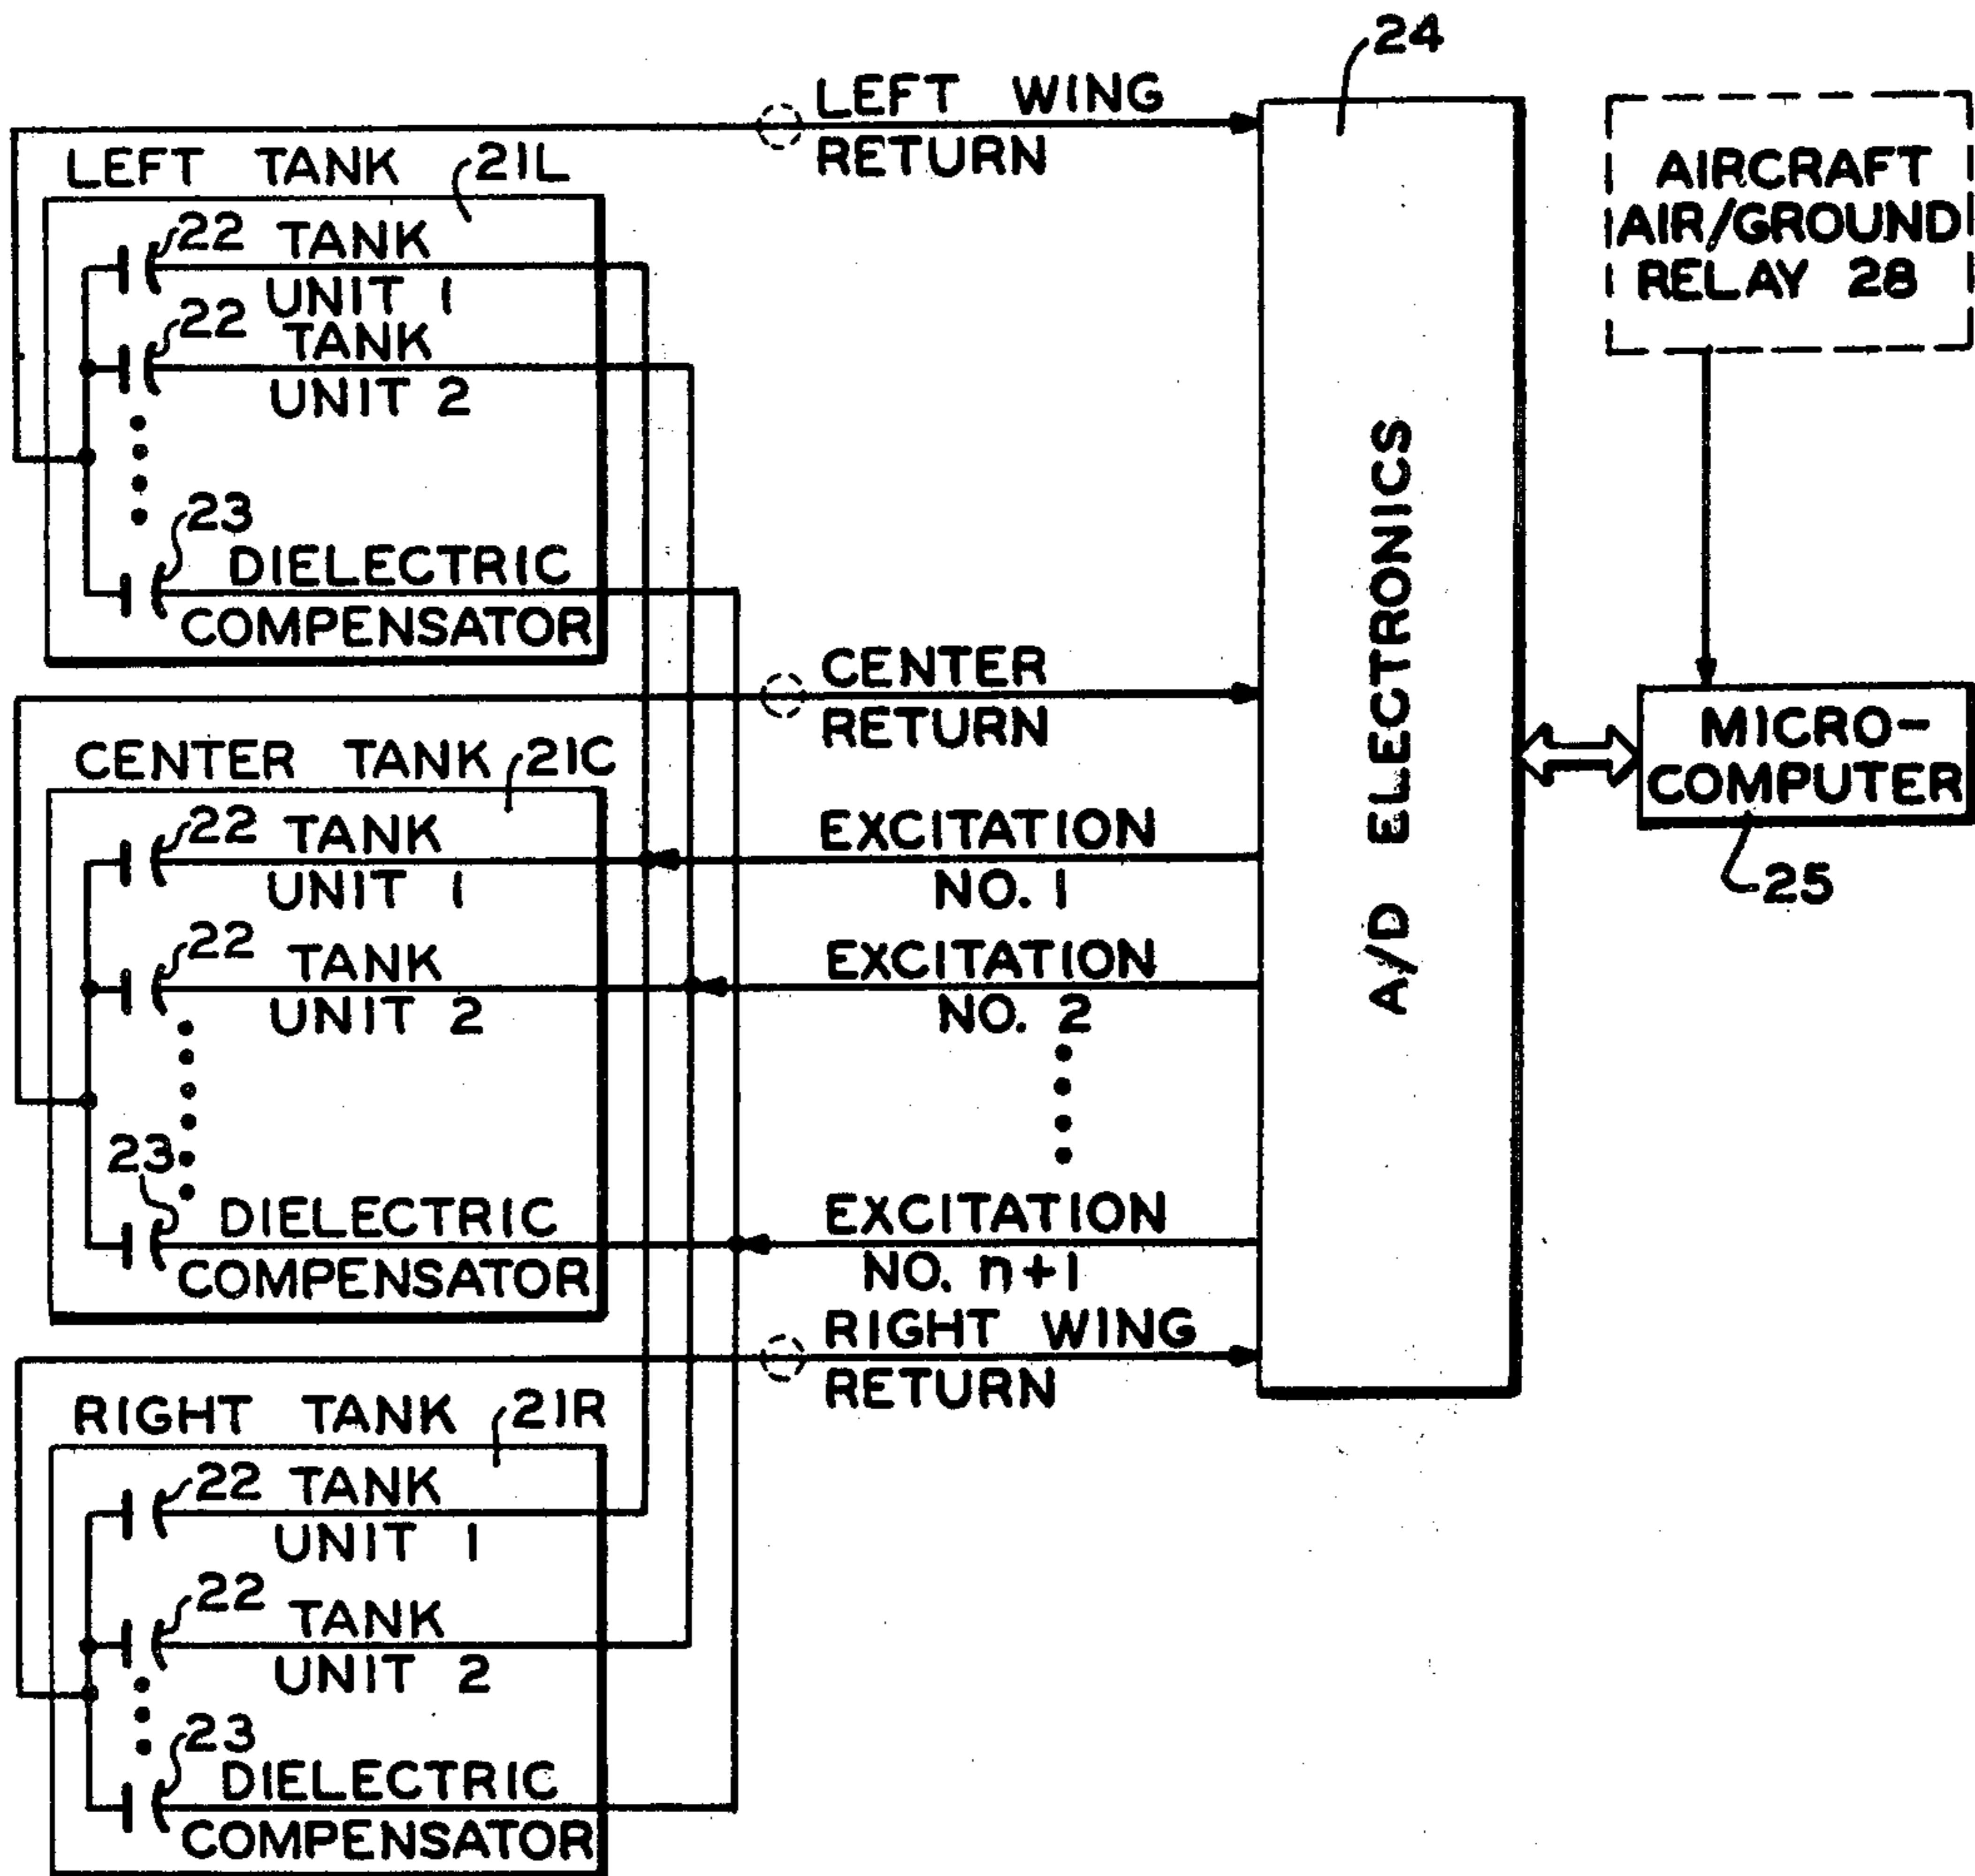 24
LEFT WING
RETURN
LEFT TANK
21L
22 TANK
UNIT 1
22 TANK
UNIT 2
23
DIELECTRIC
COMPENSATOR
AIRCRAFT
AIR/GROUND
RELAY 28
A/D ELECTRONICS
MICRO-
COMPUTER
25
CENTER
RETURN
CENTER TANK
21C
22 TANK
UNIT 1
22 TANK
UNIT 2
23
DIELECTRIC
COMPENSATOR
EXCITATION
NO. 1
EXCITATION
NO. 2
EXCITATION
NO. n+1
RIGHT WING
RETURN
RIGHT TANK
21R
22 TANK
UNIT 1
22 TANK
UNIT 2
23
DIELECTRIC
COMPENSATOR